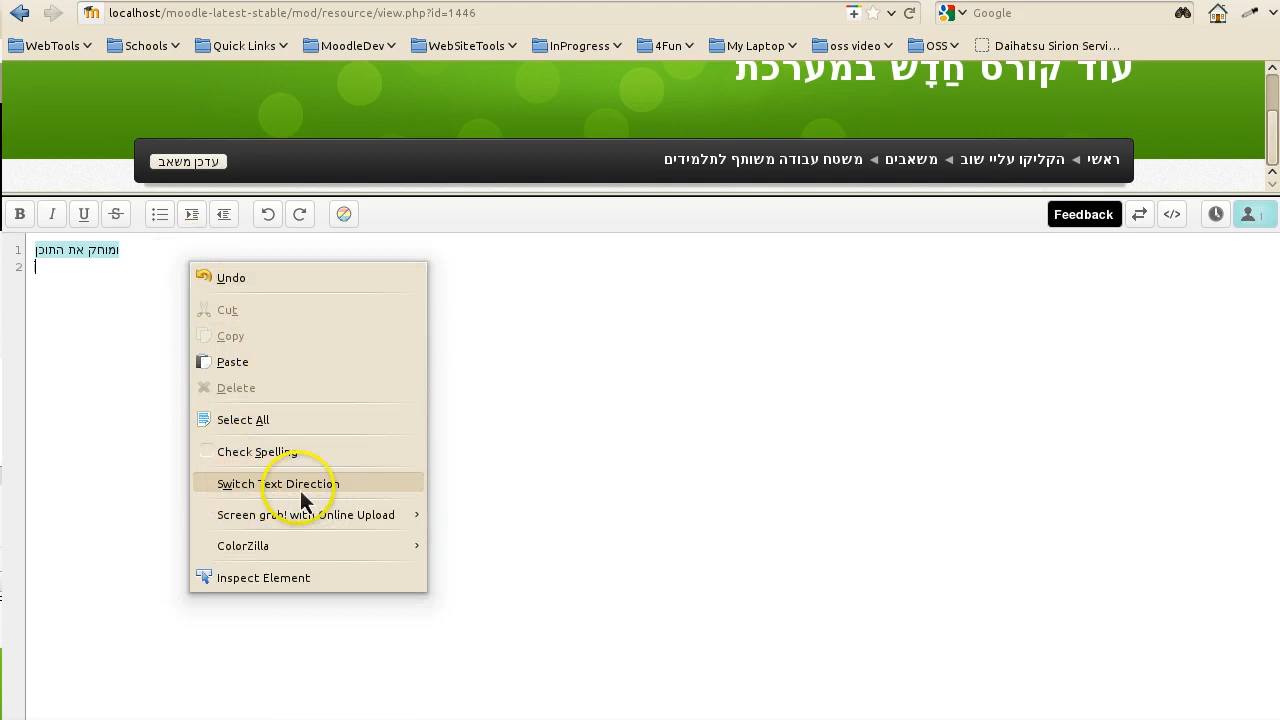 localhost/moodle-latest-stable/mod/resource/view.php?id=1446
Google
WebTools
Schools
Quick Links
MoodleDev
WebSiteTools
InProgress
4Fun
My Laptop
oss video
OSS
Daihatsu Sirion Servi...
עוד קורס חַדָש במערכת
ראשי ◄ הקליקו עליי שוב ◄ משאבים ◄ משטח עבודה משותף לתלמידים
עדכן משאב
B I U S
Feedback
</>
1
1 ומוחק את התוכן
2
Undo
Cut
Copy
Paste
Delete
Select All
Check Spelling
Switch Text Direction
Screen grab! with Online Upload
ColorZilla
Inspect Element